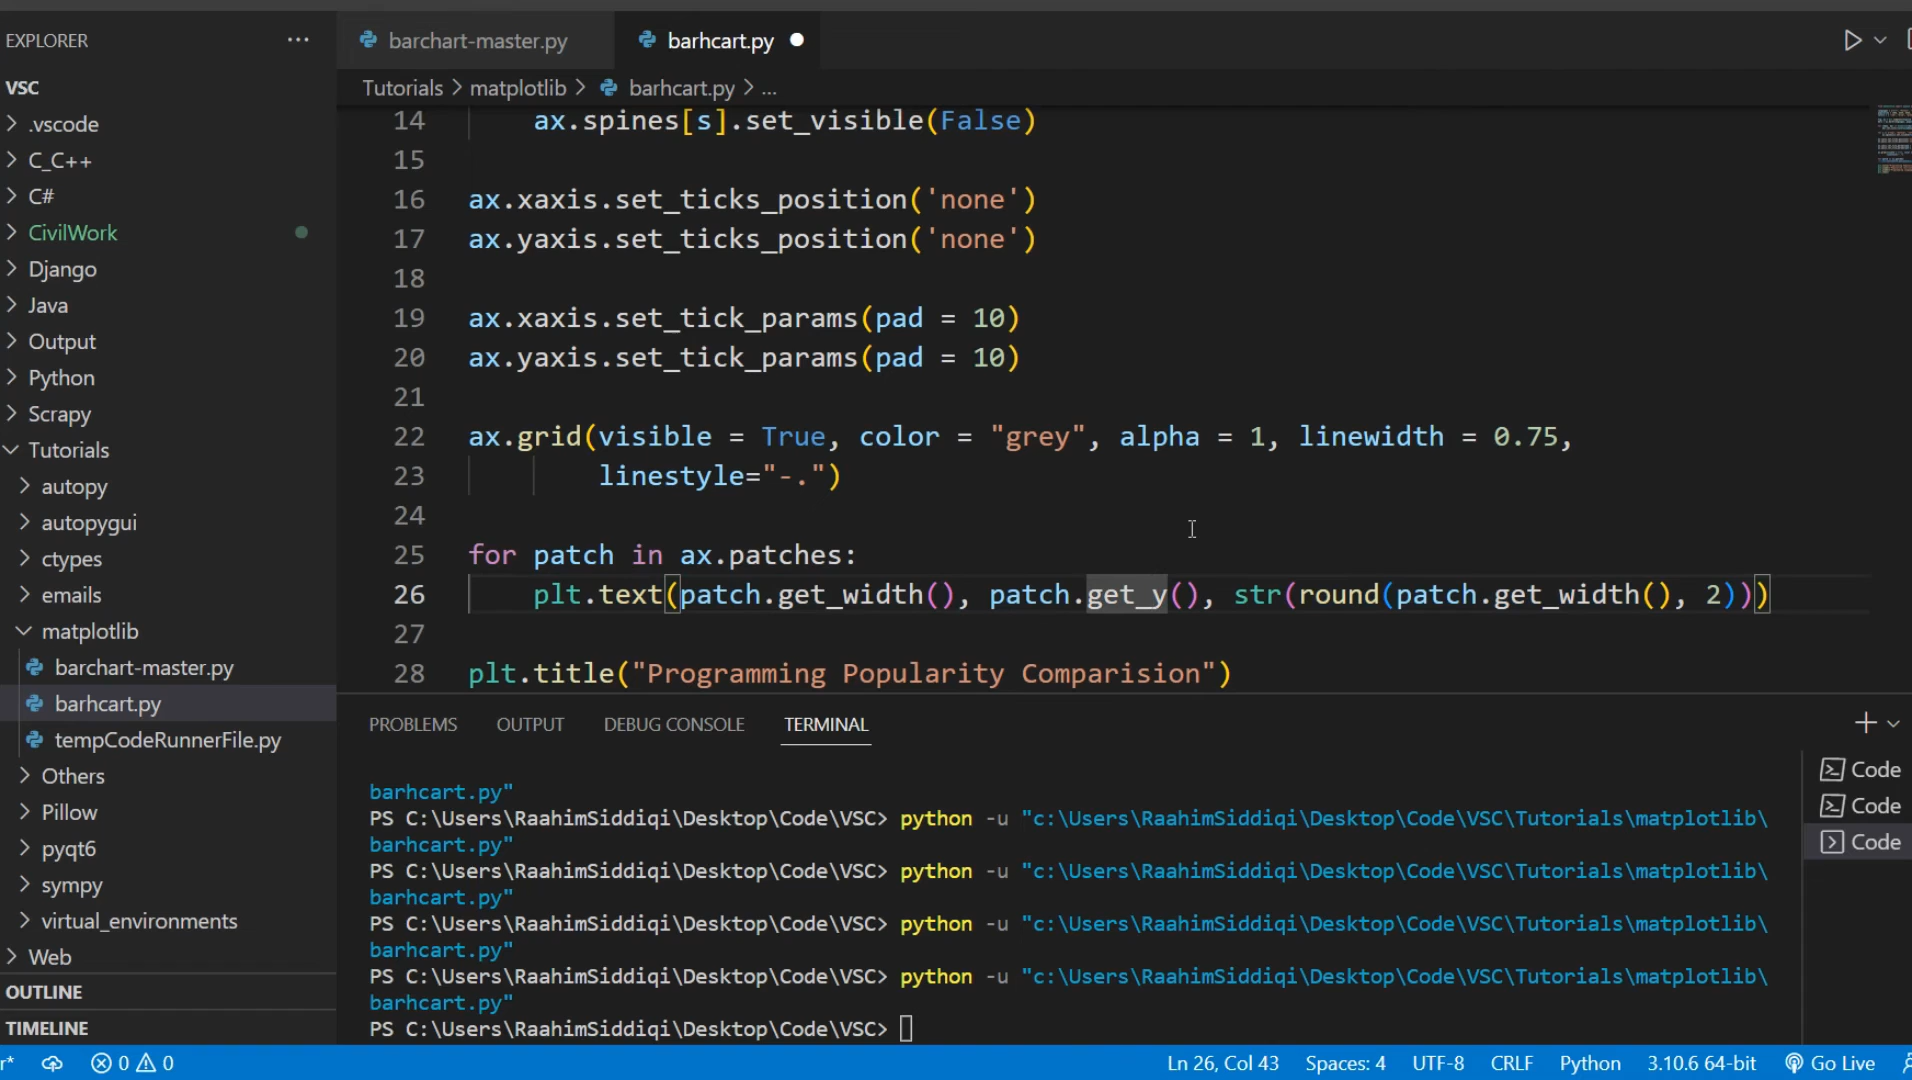 EXPLORER ...
VSC
.vscode
C_C++
C#
CivilWork
Django
Java
Output
Python
Scrapy
Tutorials
autopy
autopygui
ctypes
emails
matplotlib
barchart-master.py
barhcart.py
tempCodeRunnerFile.py
Others
Pillow
pyqt6
sympy
virtual_environments
Web
OUTLINE
TIMELINE
barchart-master.py barhcart.py
Tutorials > matplotlib > barhcart.py > ...
14 ax.spines[s].set_visible(False)
15
16 ax.xaxis.set_ticks_position('none')
17 ax.yaxis.set_ticks_position('none')
18
19 ax.xaxis.set_tick_params(pad = 10)
20 ax.yaxis.set_tick_params(pad = 10)
21
22 ax.grid(visible = True, color = "grey", alpha = 1, linewidth = 0.75,
23 linestyle="-.")
24
25 for patch in ax.patches:
26 plt.text(patch.get_width(), patch.get_y(), str(round(patch.get_width(), 2)))
27
28 plt.title("Programming Popularity Comparision")
PROBLEMS OUTPUT DEBUG CONSOLE TERMINAL
barhcart.py"
PS C:\Users\RaahimSiddiqi\Desktop\Code\VSC> python -u "c:\Users\RaahimSiddiqi\Desktop\Code\VSC\Tutorials\matplotlib\
barhcart.py"
PS C:\Users\RaahimSiddiqi\Desktop\Code\VSC> python -u "c:\Users\RaahimSiddiqi\Desktop\Code\VSC\Tutorials\matplotlib\
barhcart.py"
PS C:\Users\RaahimSiddiqi\Desktop\Code\VSC> python -u "c:\Users\RaahimSiddiqi\Desktop\Code\VSC\Tutorials\matplotlib\
barhcart.py"
PS C:\Users\RaahimSiddiqi\Desktop\Code\VSC> python -u "c:\Users\RaahimSiddiqi\Desktop\Code\VSC\Tutorials\matplotlib\
barhcart.py"
PS C:\Users\RaahimSiddiqi\Desktop\Code\VSC>
Code
Code
Code
r* 0 0 Ln 26, Col 43 Spaces: 4 UTF-8 CRLF Python 3.10.6 64-bit Go Live